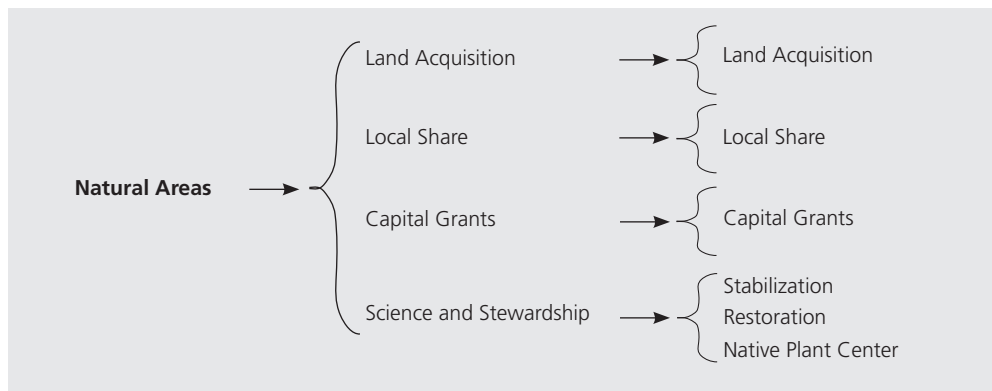 Natural Areas
Land Acquisition
Local Share
Capital Grants
Science and Stewardship
Land Acquisition
Local Share
Capital Grants
Stabilization
Restoration
Native Plant Center